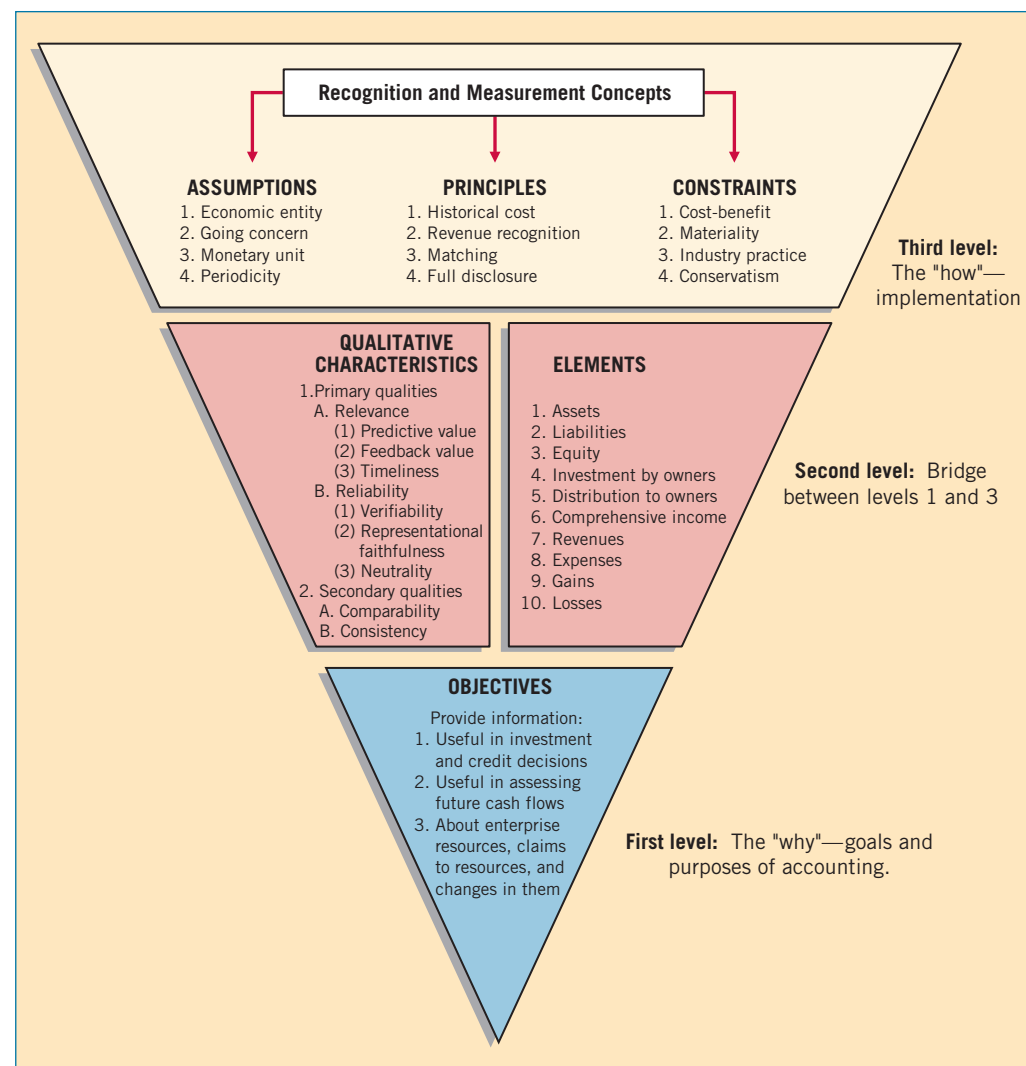 Recognition and Measurement Concepts
ASSUMPTIONS
1. Economic entity
2. Going concern
3. Monetary unit
4. Periodicity
PRINCIPLES
1. Historical cost
2. Revenue recognition
3. Matching
4. Full disclosure
CONSTRAINTS
1. Cost-benefit
2. Materiality
3. Industry practice
4. Conservatism
Third level:
The "how"—
implementation
QUALITATIVE
CHARACTERISTICS
1.Primary qualities
A. Relevance
(1) Predictive value
(2) Feedback value
(3) Timeliness
B. Reliability
(1) Verifiability
(2) Representational
faithfulness
(3) Neutrality
2. Secondary qualities
A. Comparability
B. Consistency
ELEMENTS
1. Assets
2. Liabilities
3. Equity
4. Investment by owners
5. Distribution to owners
6. Comprehensive income
7. Revenues
8. Expenses
9. Gains
10. Losses
Second level: Bridge
between levels 1 and 3
OBJECTIVES
Provide information:
1. Useful in investment
and credit decisions
2. Useful in assessing
future cash flows
3. About enterprise
resources, claims
to resources, and
changes in them
First level: The "why"—goals and
purposes of accounting.